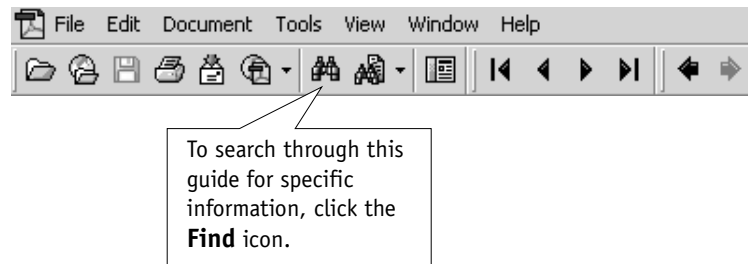 File Edit Document Tools View Window Help
To search through this
guide for specific
information, click the
Find icon.